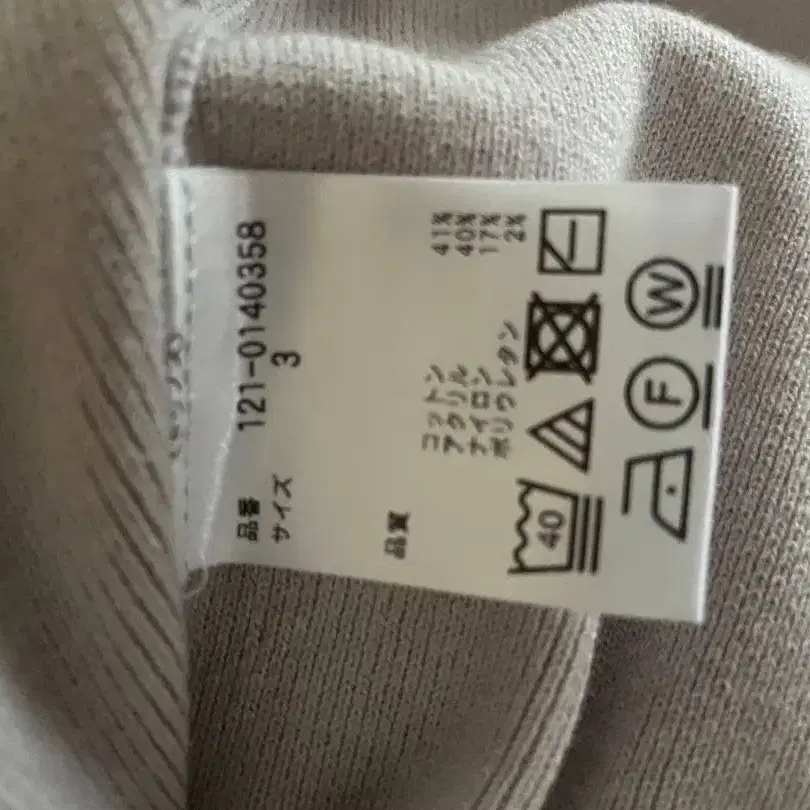 品番 121-0140358
サイズ 3
品質
コットン 41%
アクリル 40%
ナイロン 17%
ポリウレタン 2%
40
F W